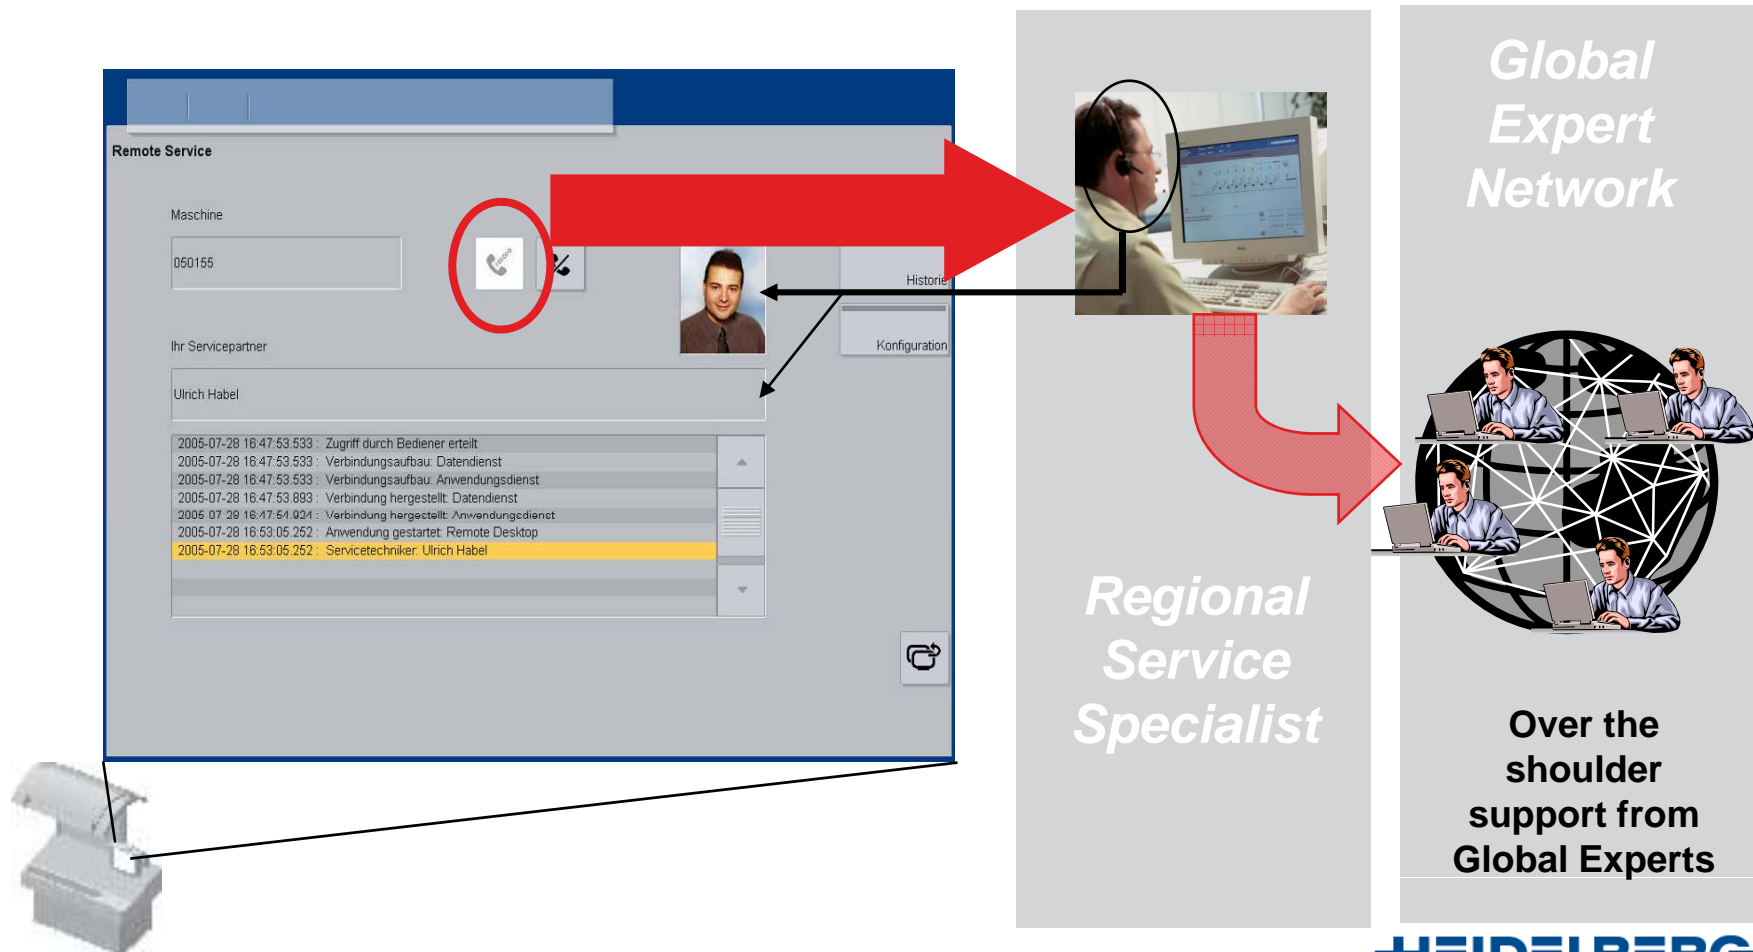 Remote Service
Maschine
050155
Historie
Ihr Servicepartner
Konfiguration
Ulrich Habel
2005-07-28 16:47:53.533 : Zugriff durch Bediener erteilt
2005-07-28 16:47:53.533 : Verbindungsaufbau: Datendienst
2005-07-28 16:47:53.533 : Verbindungsaufbau: Anwendungsdienst
2005-07-28 16:47:53.893 : Verbindung hergestellt: Datendienst
2005-07-28 16:47:54.924 : Verbindung hergestellt: Anwendungsdienst
2005-07-28 16:53:05.252 : Anwendung gestartet: Remote Desktop
2005-07-28 16:53:05.252 : Servicetechniker: Ulrich Habel
Regional
Service
Specialist
Global
Expert
Network
Over the
shoulder
support from
Global Experts
HEIDELBERG